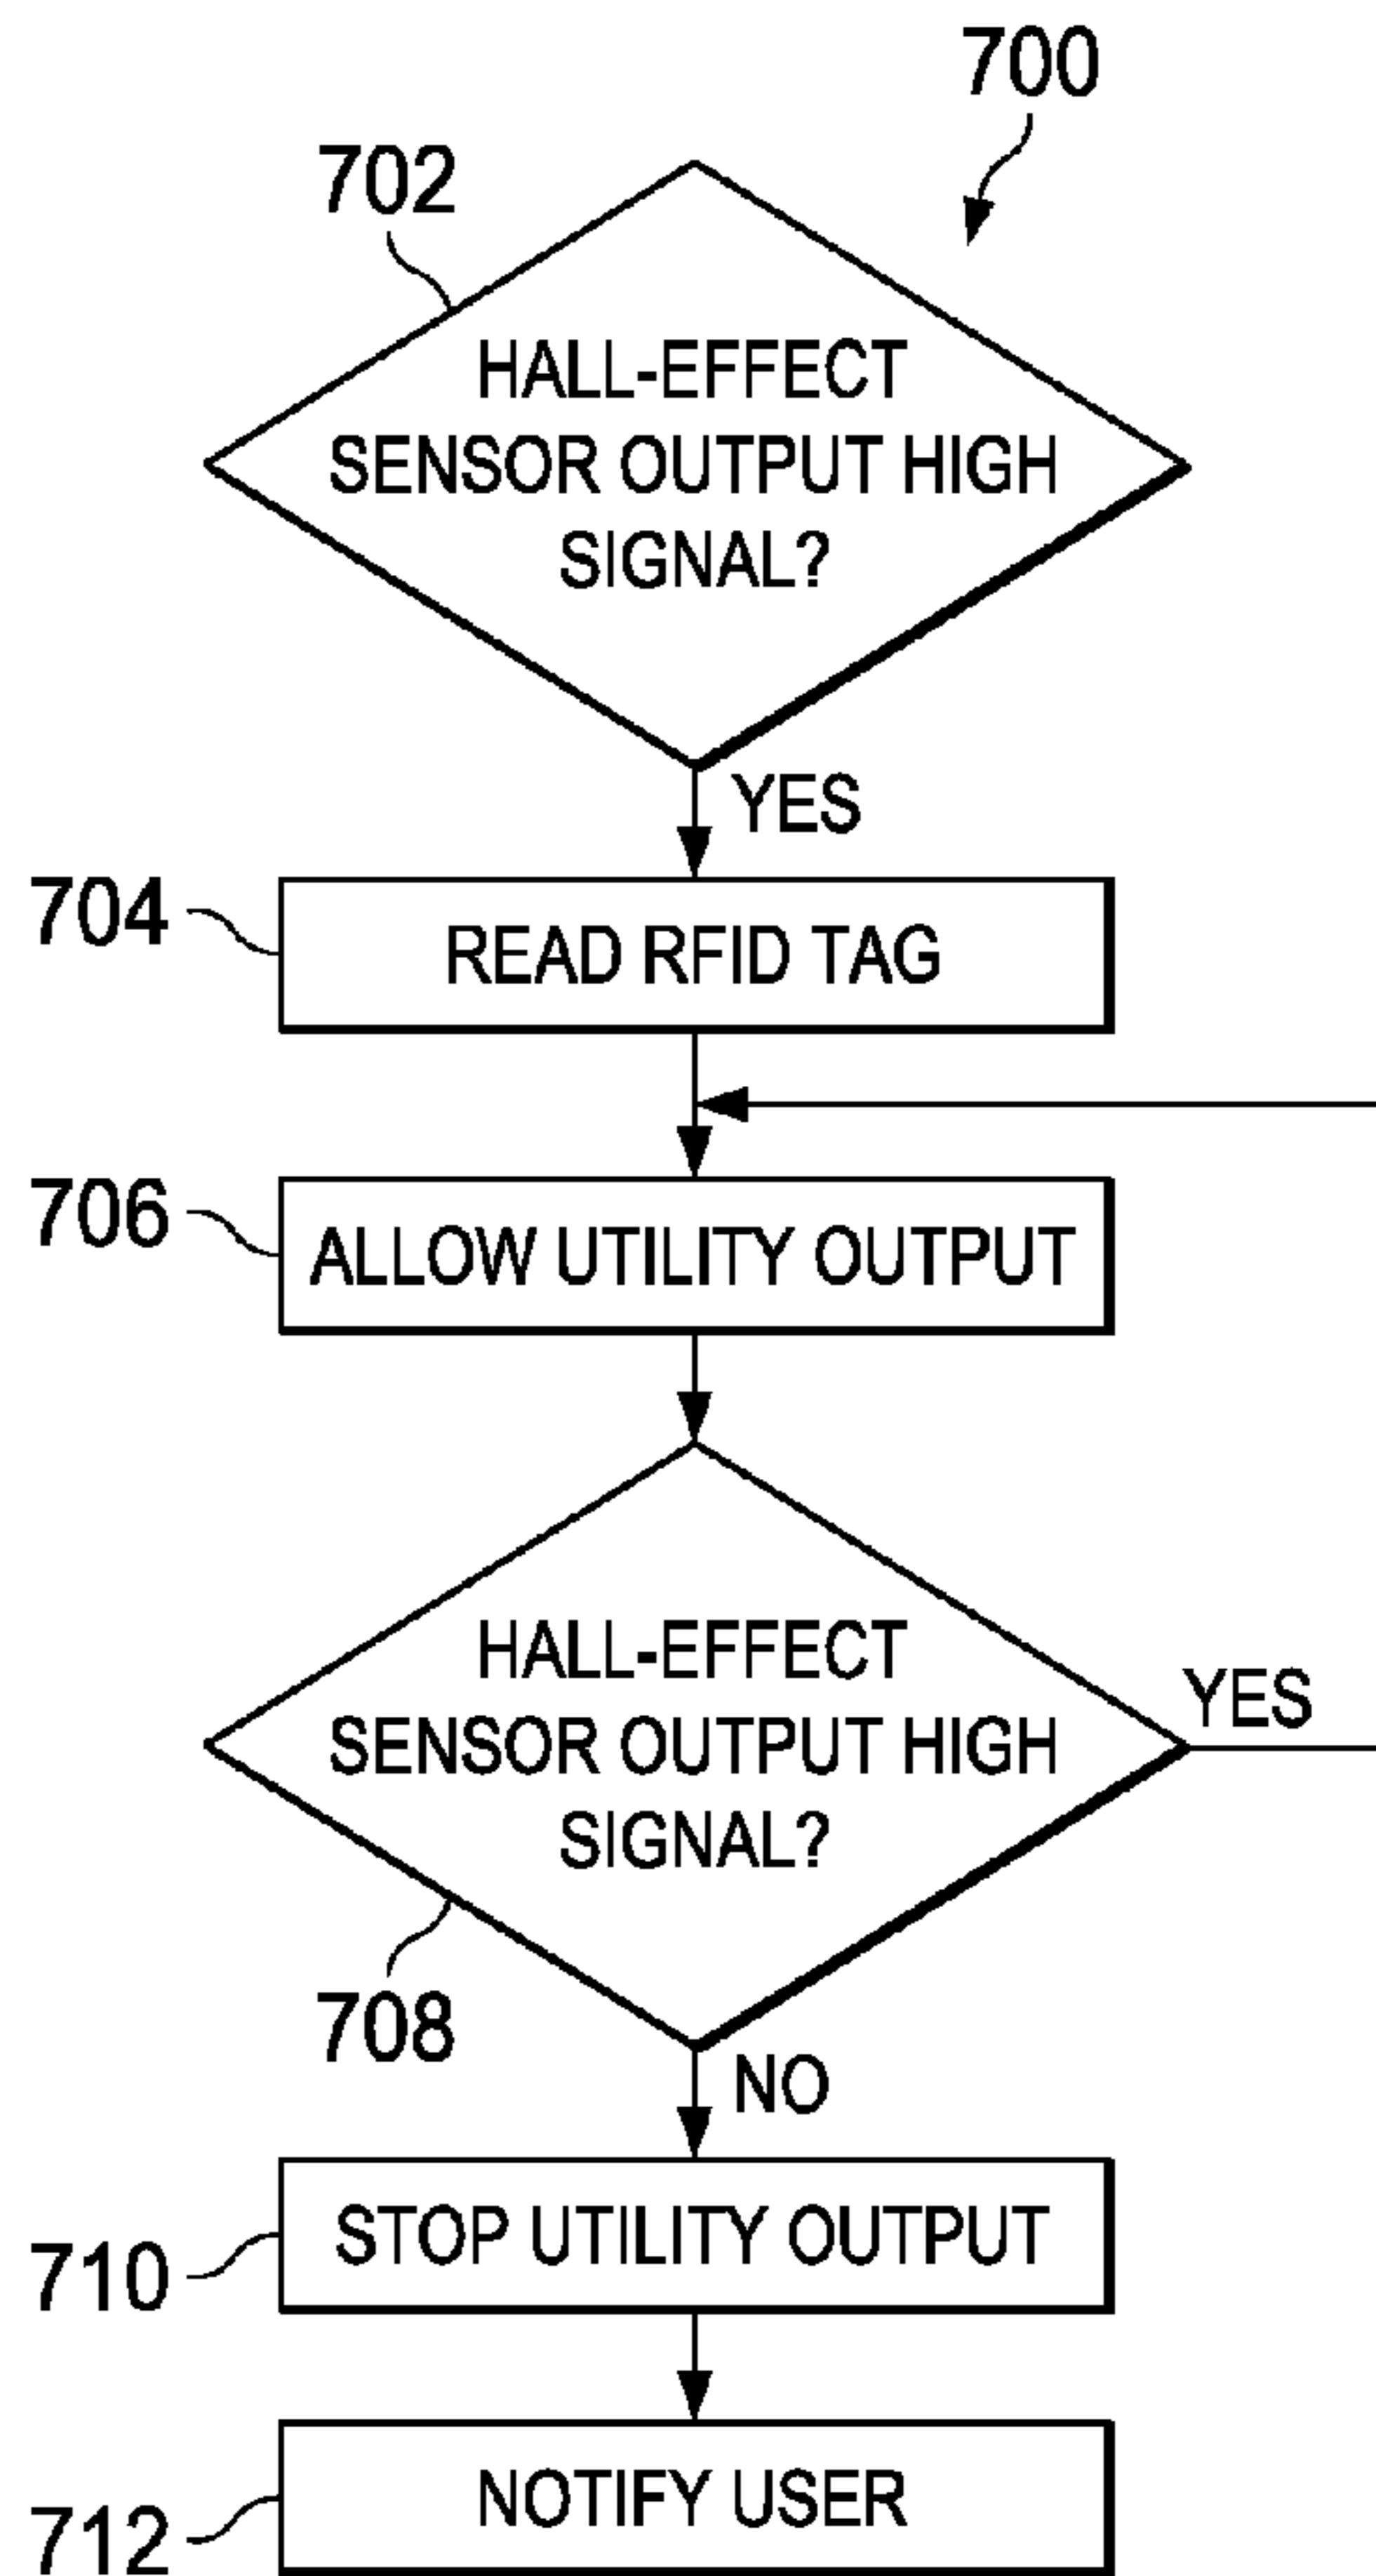 700
702
HALL-EFFECT
SENSOR OUTPUT HIGH
SIGNAL?
YES
704
READ RFID TAG
706
ALLOW UTILITY OUTPUT
HALL-EFFECT
SENSOR OUTPUT HIGH
SIGNAL?
YES
708
NO
710
STOP UTILITY OUTPUT
712
NOTIFY USER